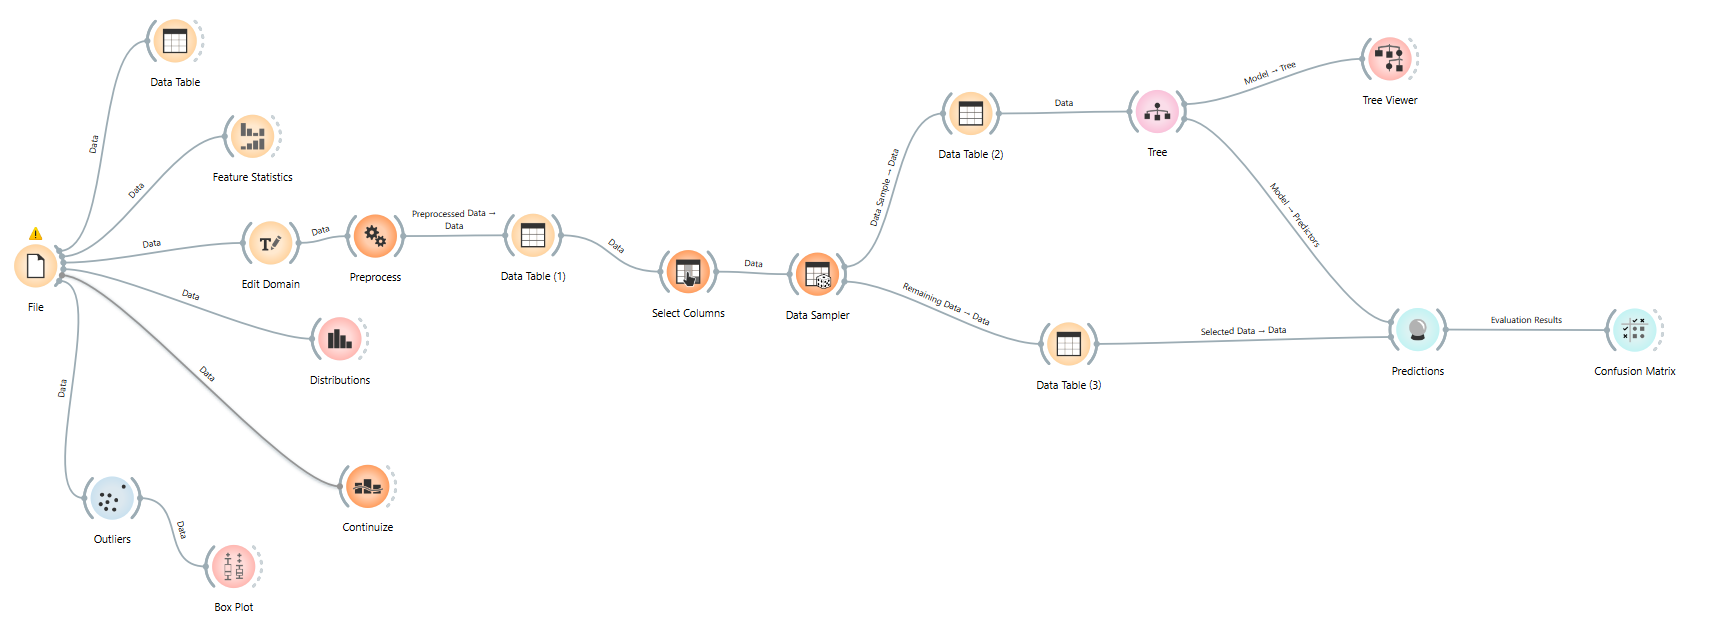 Data Table
Data
Feature Statistics
Data
Data
Edit Domain
Data
Preprocess
Preprocessed Data →
Data
Data Table (1)
Data
Select Columns
Data
Data Sampler
Data Sample → Data
Data Table (2)
Data
Tree
Model → Tree
Tree Viewer
Model → Predictors
Remaining Data → Data
Data Table (3)
Selected Data → Data
Predictions
Evaluation Results
Confusion Matrix
File
Data
Distributions
Data
Continuize
Data
Outliers
Data
Box Plot